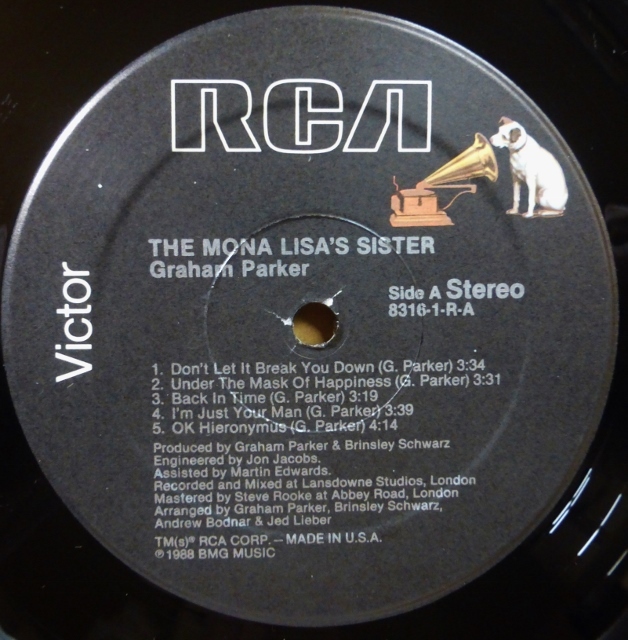 RCA
Victor
THE MONA LISA'S SISTER
Graham Parker
Side A Stereo
8316-1-R-A
1. Don't Let It Break You Down (G. Parker) 3:34
2. Under The Mask Of Happiness (G. Parker) 3:31
3. Back In Time (G. Parker) 3:19
4. I'm Just Your Man (G. Parker) 3:39
5. OK Hieronymus (G. Parker) 4:14
Produced by Graham Parker & Brinsley Schwarz
Engineered by Jon Jacobs.
Assisted by Martin Edwards.
Recorded and Mixed at Lansdowne Studios, London
Mastered by Steve Rooke at Abbey Road, London
Arranged by Graham Parker, Brinsley Schwarz,
Andrew Bodnar & Jed Lieber
TM(s)® RCA CORP. – MADE IN U.S.A.
℗ 1988 BMG MUSIC